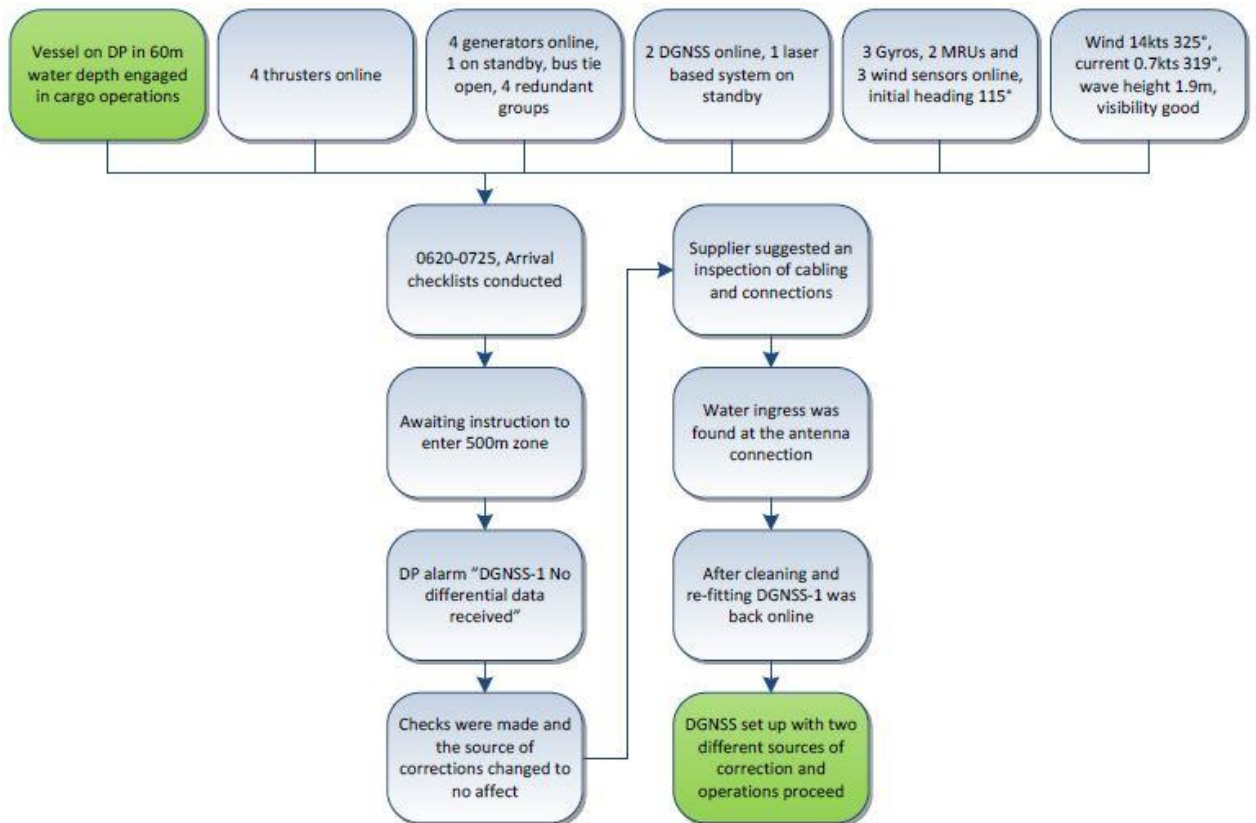 Vessel on DP in 60m
water depth engaged
in cargo operations
4 thrusters online
4 generators online,
1 on standby, bus tie
open, 4 redundant
groups
2 DGNSS online, 1 laser
based system on
standby
3 Gyros, 2 MRUs and
3 wind sensors online,
initial heading 115°
Wind 14kts 325°,
current 0.7kts 319°,
wave height 1.9m,
visibility good
0620-0725, Arrival
checklists conducted
Awaiting instruction to
enter 500m zone
DP alarm “DGNSS-1 No
differential data
received”
Checks were made and
the source of
corrections changed to
no affect
Supplier suggested an
inspection of cabling
and connections
Water ingress was
found at the antenna
connection
After cleaning and
re-fitting DGNSS-1 was
back online
DGNSS set up with two
different sources of
correction and
operations proceed